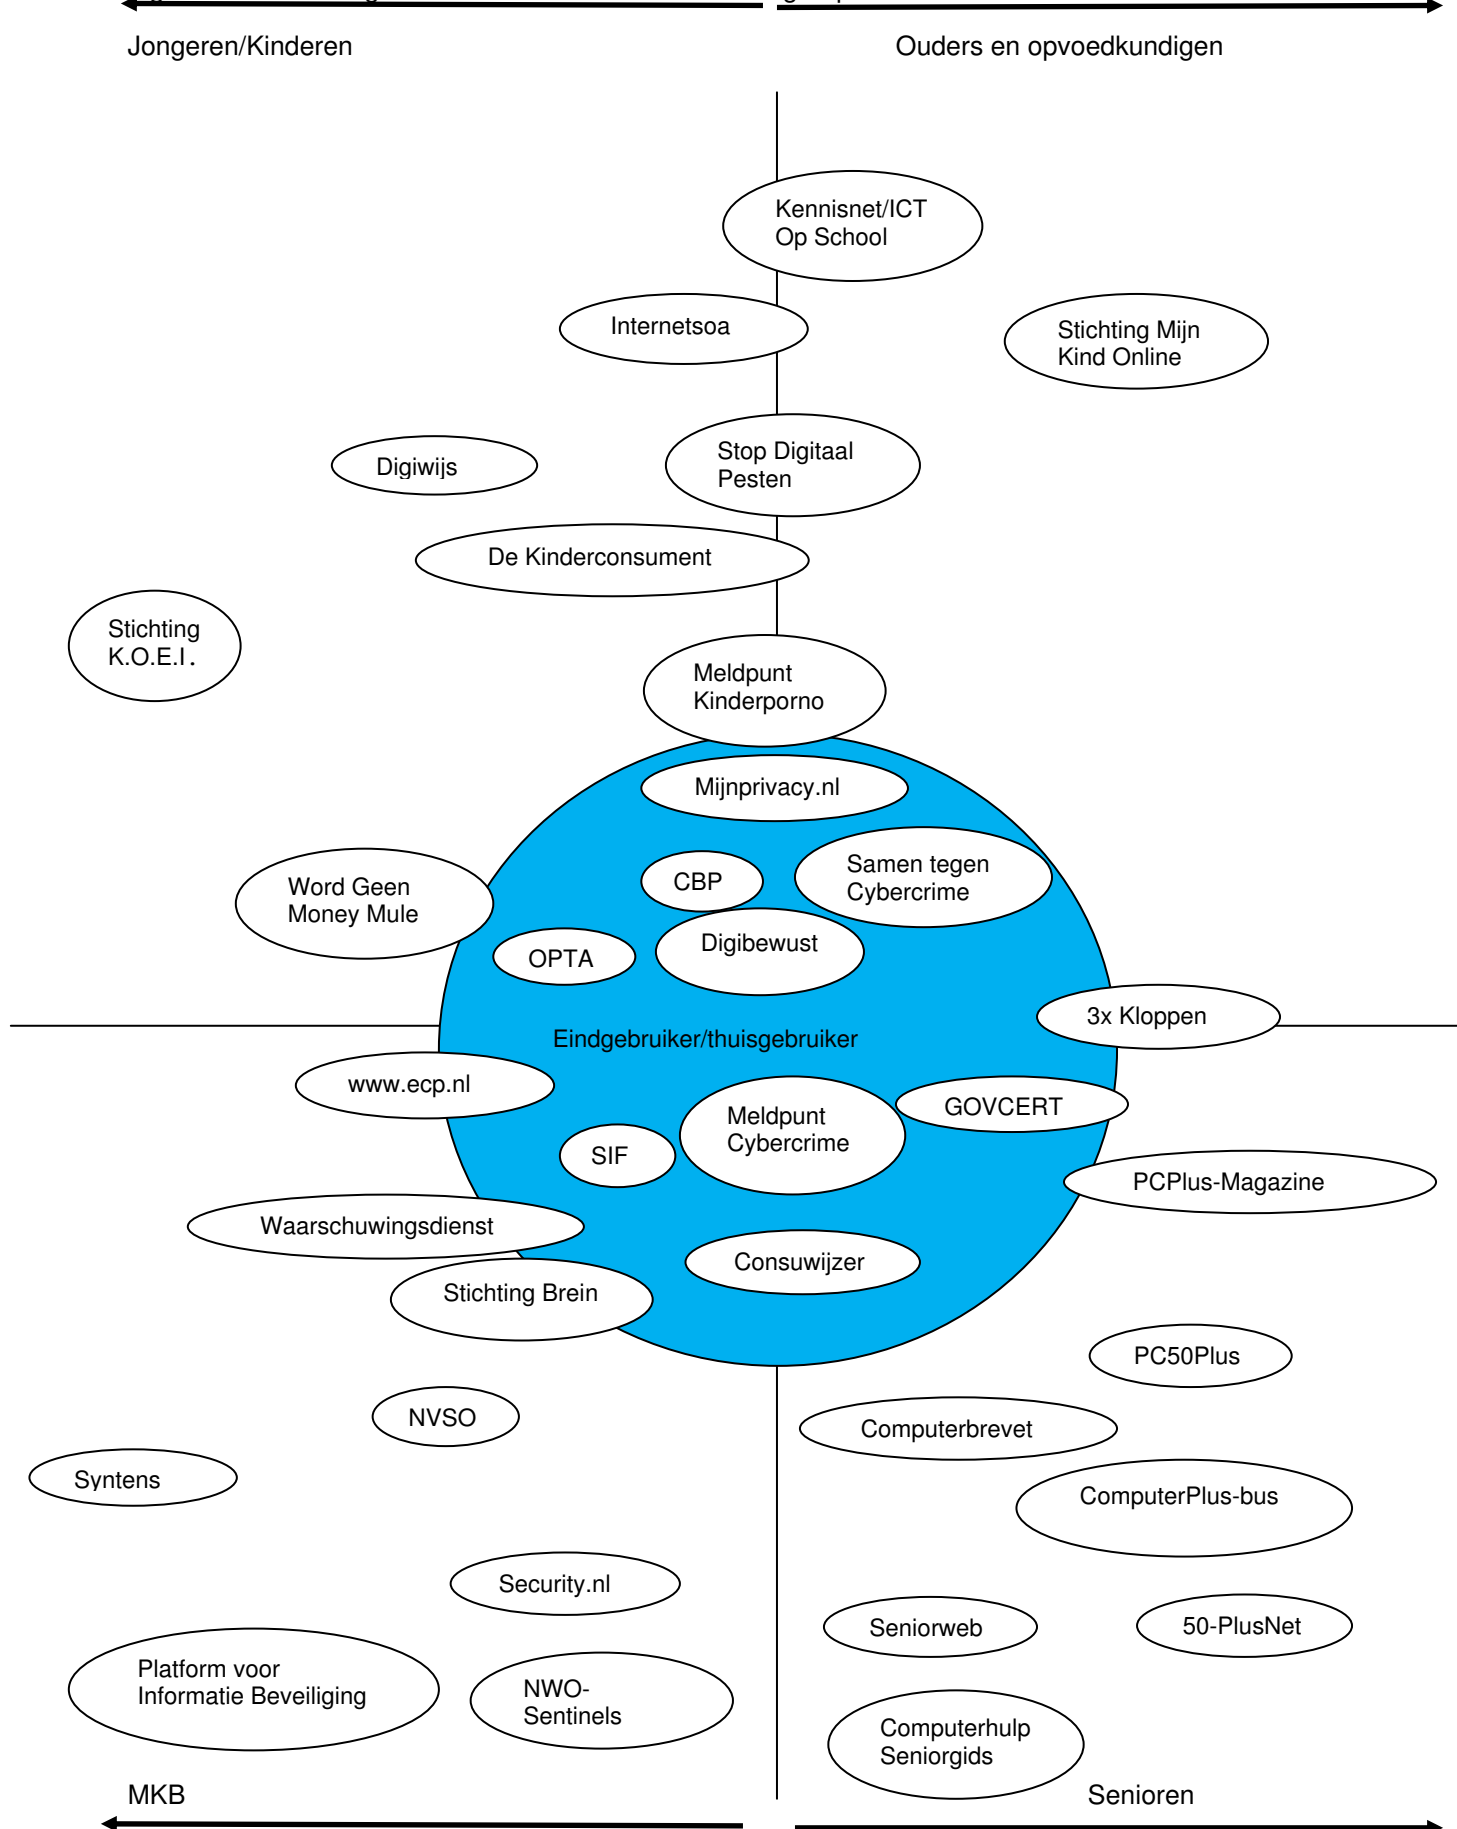 Jongeren/Kinderen
Ouders en opvoedkundigen
Kennisnet/ICT
Op School
Internetsoa
Stichting Mijn
Kind Online
Stop Digitaal
Pesten
Digiwijs
De Kinderconsument
Stichting
K.O.E.I.
Meldpunt
Kinderporno
Mijnprivacy.nl
Samen tegen
Cybercrime
CBP
Word Geen
Money Mule
Digibewust
OPTA
3x Kloppen
Eindgebruiker/thuisgebruiker
www.ecp.nl
GOVCERT
Meldpunt
Cybercrime
SIF
PCPlus-Magazine
Waarschuwingsdienst
Consuwijzer
Stichting Brein
PC50Plus
NVSO
Computerbrevet
Syntens
ComputerPlus-bus
Security.nl
Seniorweb
50-PlusNet
Platform voor
Informatie Beveiliging
NWO-
Sentinels
Computerhulp
Seniorgids
MKB
Senioren